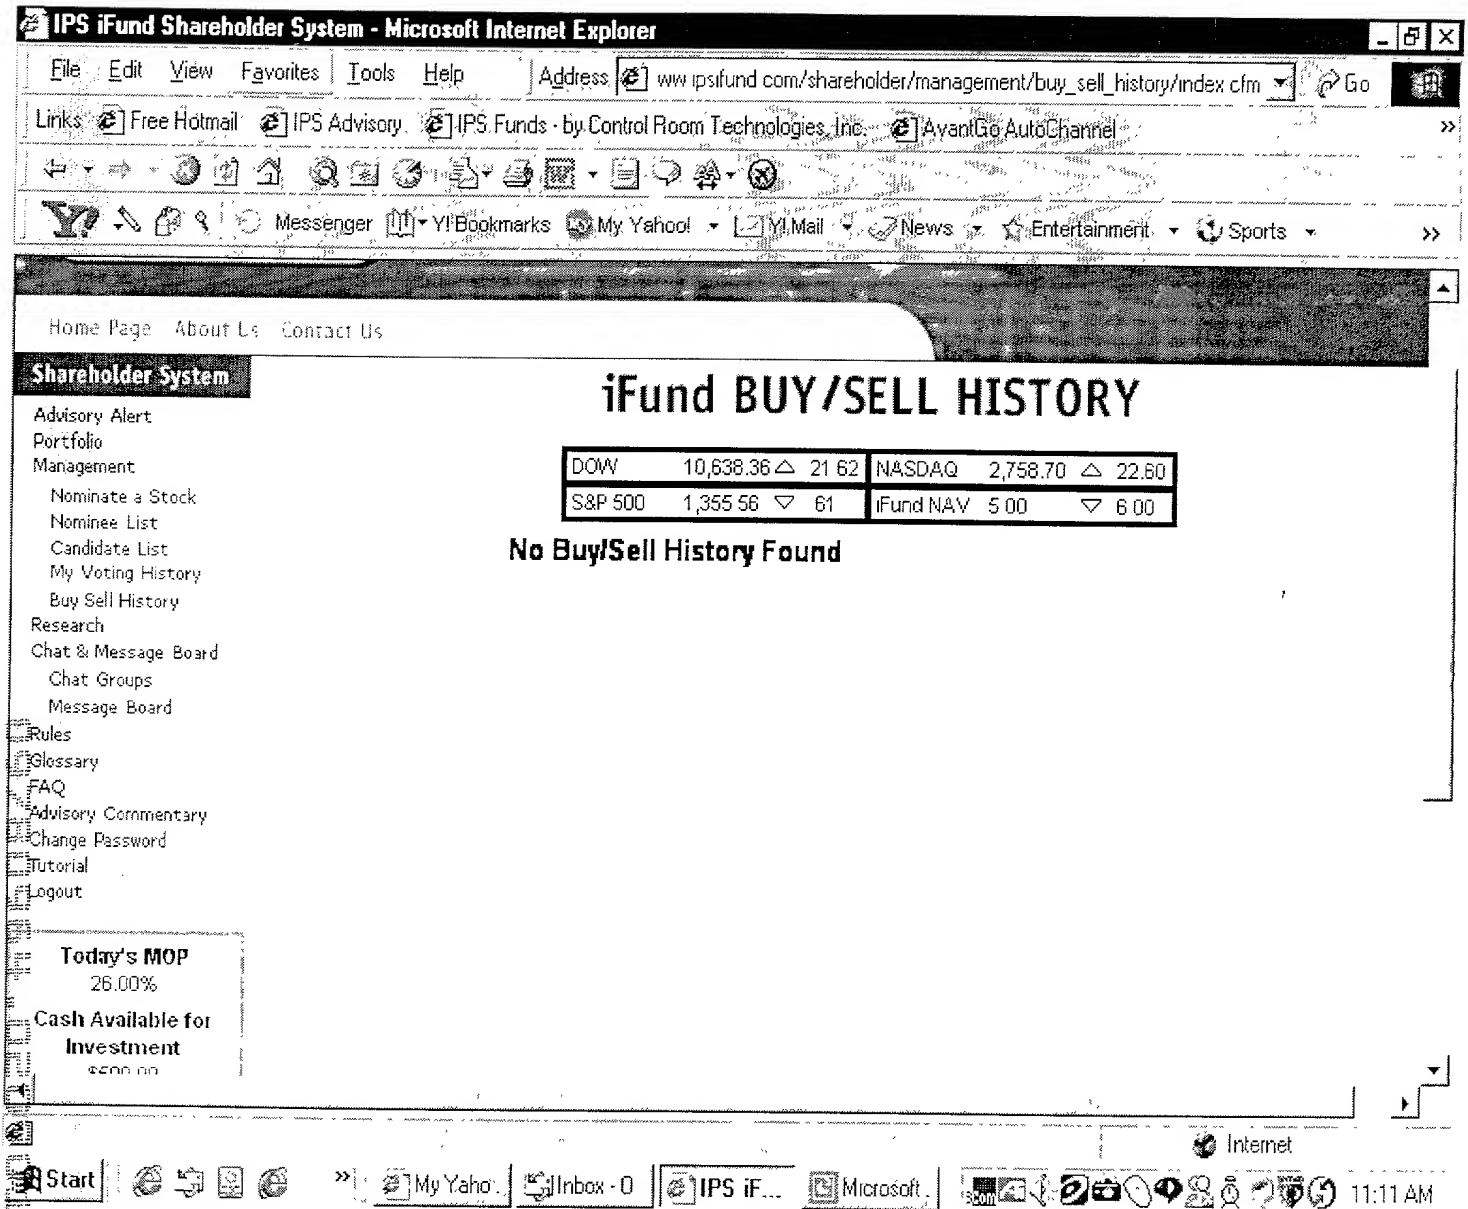 IPS iFund Shareholder System - Microsoft Internet Explorer
File Edit View Favorites Tools Help Address ww ipsifund com/shareholder/management/buy_sell_history/index cfm Go
Links Free Hotmail IPS Advisory IPS Funds - by Control Room Technologies, Inc. AvantGo AutoChannel »
Messenger Y! Bookmarks My Yahoo! Y! Mail News Entertainment Sports »
Home Page About Us Contact Us
Shareholder System
iFund BUY/SELL HISTORY
DOW 10,638.36 △ 21 62 NASDAQ 2,758.70 △ 22.60
S&P 500 1,355 56 ▽ 61 iFund NAV 5 00 ▽ 6 00
No Buy/Sell History Found
Advisory Alert
Portfolio
Management
Nominate a Stock
Nominee List
Candidate List
My Voting History
Buy Sell History
Research
Chat & Message Board
Chat Groups
Message Board
Rules
Glossary
FAQ
Advisory Commentary
Change Password
Tutorial
Logout
Today's MOP
26.00%
Cash Available for
Investment
Internet
Start » My Yaho.. Inbox - O IPS iF... Microsoft. 11:11 AM